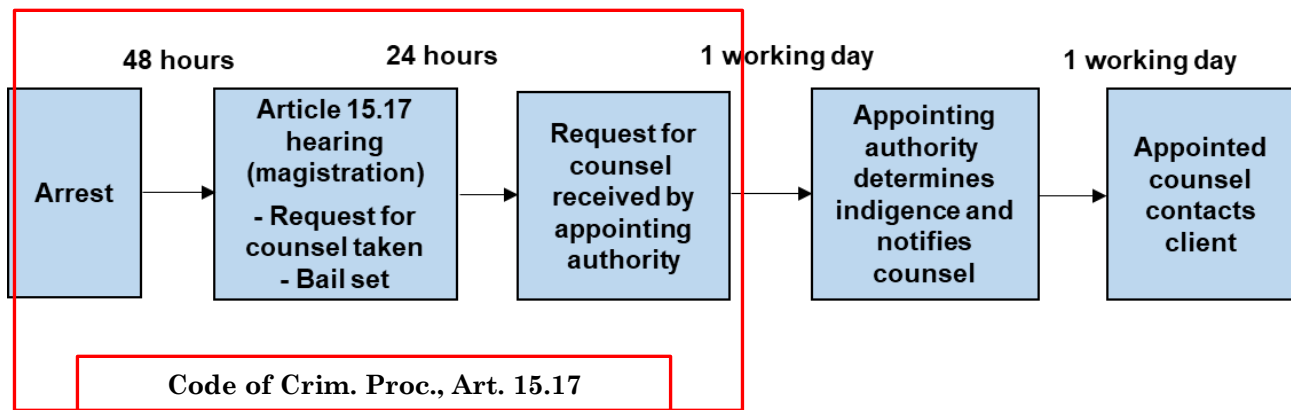 48 hours
24 hours
1 working day
1 working day
Arrest
Article 15.17
hearing
(magistration)
- Request for
counsel taken
- Bail set
Request for
counsel
received by
appointing
authority
Appointing
authority
determines
indigence and
notifies
counsel
Appointed
counsel
contacts
client
Code of Crim. Proc., Art. 15.17